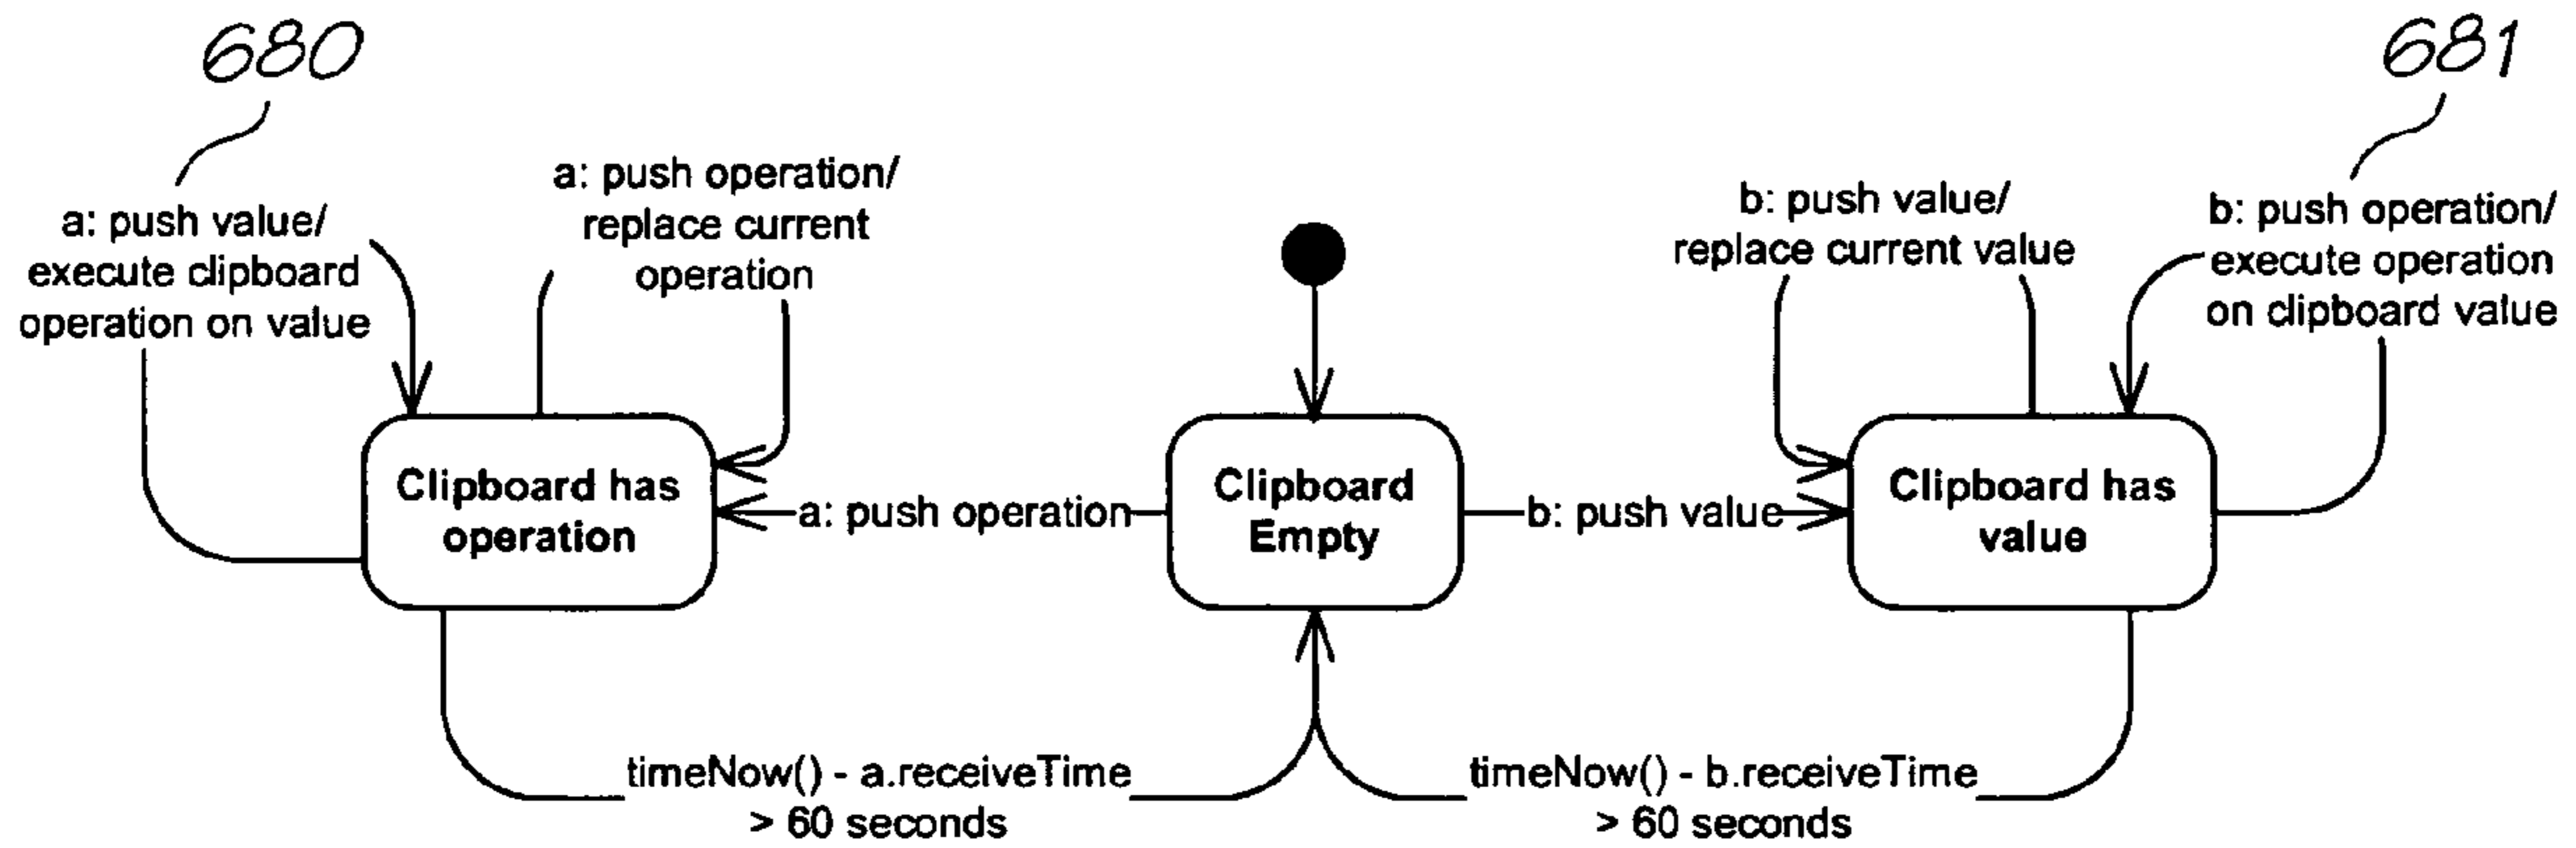 680
681
a: push value/
execute clipboard
operation on value
a: push operation/
replace current
operation
b: push value/
replace current value
b: push operation/
execute operation
on clipboard value
Clipboard has
operation
a: push operation
Clipboard
Empty
b: push value
Clipboard has
value
timeNow() - a.receiveTime
> 60 seconds
timeNow() - b.receiveTime
> 60 seconds